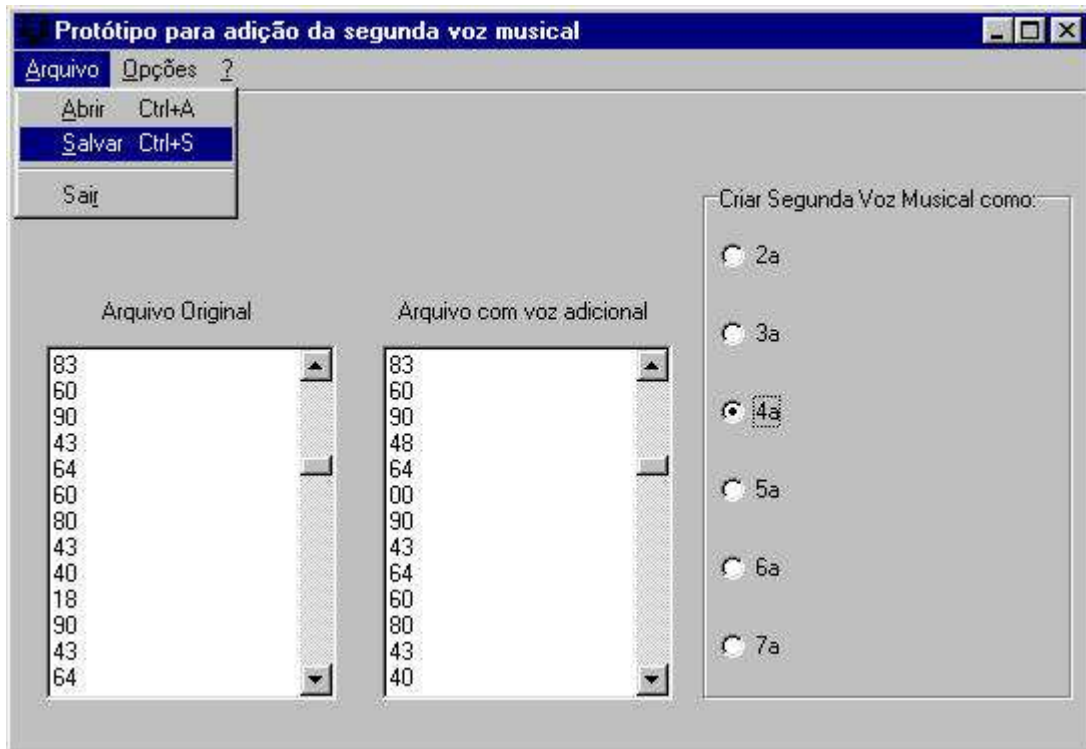 Protótipo para adição da segunda voz musical
Arquivo Opções ?
Abrir Ctrl+A
Salvar Ctrl+S
Sair
Arquivo Original
83
60
90
43
64
60
80
43
40
18
90
43
64
Arquivo com voz adicional
83
60
90
48
64
00
90
43
64
60
80
43
40
Criar Segunda Voz Musical como:
2a
3a
4a
5a
6a
7a